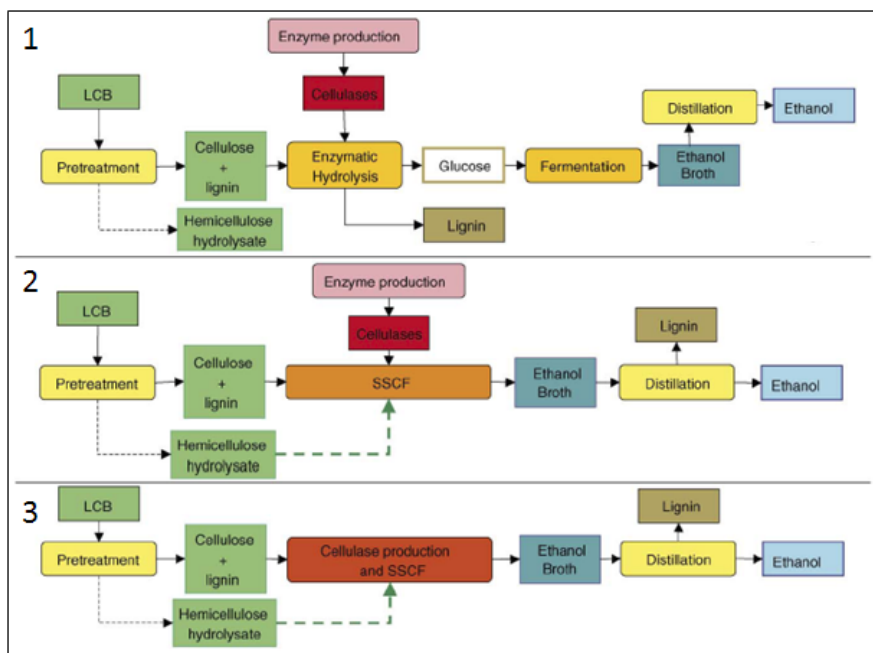 1
Enzyme production
LCB
Cellulases
Distillation
Ethanol
Pretreatment
Cellulose
+
lignin
Enzymatic
Hydrolysis
Glucose
Fermentation
Ethanol
Broth
Hemicellulose
hydrolysate
Lignin
2
Enzyme production
LCB
Cellulases
Lignin
Pretreatment
Cellulose
+
lignin
SSCF
Ethanol
Broth
Distillation
Ethanol
Hemicellulose
hydrolysate
3
LCB
Lignin
Pretreatment
Cellulose
+
lignin
Cellulase production
and SSCF
Ethanol
Broth
Distillation
Ethanol
Hemicellulose
hydrolysate